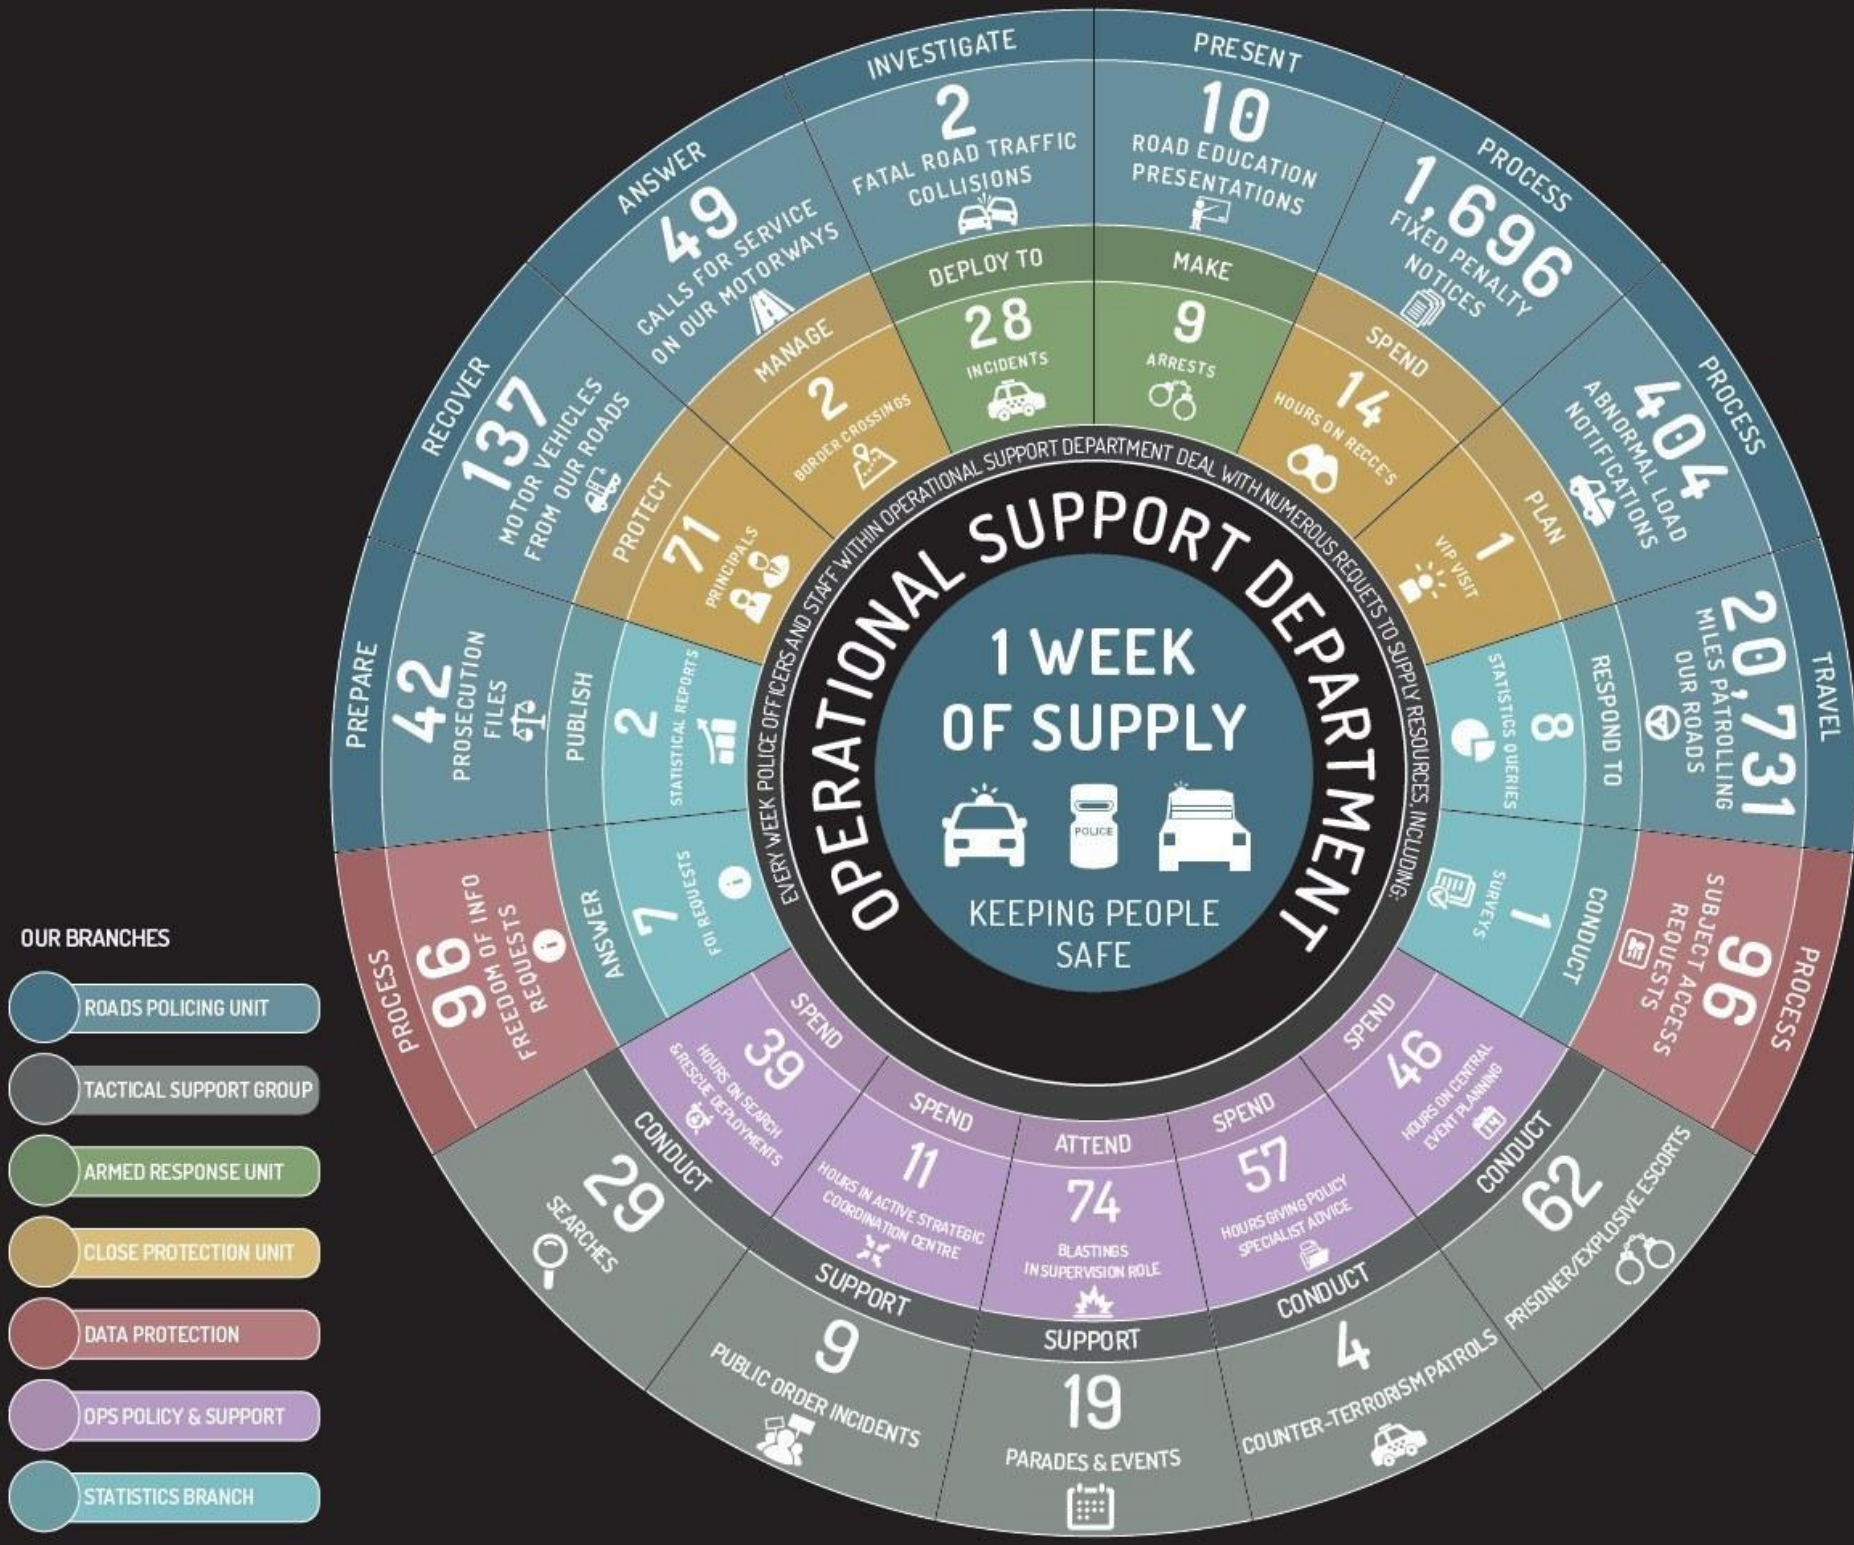 INVESTIGATE
2
FATAL ROAD TRAFFIC
COLLISIONS
PRESENT
10
ROAD EDUCATION
PRESENTATIONS
PROCESS
1,696
FIXED PENALTY
NOTICES
PROCESS
404
ABNORMAL LOAD
NOTIFICATIONS
TRAVEL
20,731
MILES PATROLLING
OUR ROADS
PROCESS
96
SUBJECT ACCESS
REQUESTS
CONDUCT
62
PRISONER/EXPLOSIVE ESCORTS
CONDUCT
4
COUNTER-TERRORISM PATROLS
SUPPORT
19
PARADES & EVENTS
SUPPORT
9
PUBLIC ORDER INCIDENTS
CONDUCT
29
SEARCHES
PROCESS
96
FREEDOM OF INFO
REQUESTS
PREPARE
42
PROSECUTION
FILES
RECOVER
137
MOTOR VEHICLES
FROM OUR ROADS
ANSWER
49
CALLS FOR SERVICE
ON OUR MOTORWAYS
DEPLOY TO
28
INCIDENTS
MAKE
9
ARRESTS
SPEND
14
HOURS ON RECCE'S
PLAN
1
VIP VISIT
RESPOND TO
8
STATISTICS QUERIES
CONDUCT
1
SURVEYS
SPEND
46
HOURS ON CENTRAL
EVENT PLANNING
14
SPEND
57
HOURS GIVING POLICY
SPECIALIST ADVICE
ATTEND
74
BLASTINGS
IN SUPERVISION ROLE
SPEND
11
HOURS IN ACTIVE STRATEGIC
COORDINATION CENTRE
SPEND
39
HOURS ON SEARCH
& RESCUE DEPLOYMENTS
ANSWER
7
FOI REQUESTS
PUBLISH
2
STATISTICAL REPORTS
PROTECT
71
PRINCIPALS
MANAGE
2
BORDER CROSSINGS
EVERY WEEK POLICE OFFICERS AND STAFF WITHIN OPERATIONAL SUPPORT DEPARTMENT DEAL WITH NUMEROUS REQUETS TO SUPPLY RESOURCES, INCLUDING:
OPERATIONAL SUPPORT DEPARTMENT
1 WEEK
OF SUPPLY
POLICE
KEEPING PEOPLE
SAFE
OUR BRANCHES
ROADS POLICING UNIT
TACTICAL SUPPORT GROUP
ARMED RESPONSE UNIT
CLOSE PROTECTION UNIT
DATA PROTECTION
OPS POLICY & SUPPORT
STATISTICS BRANCH